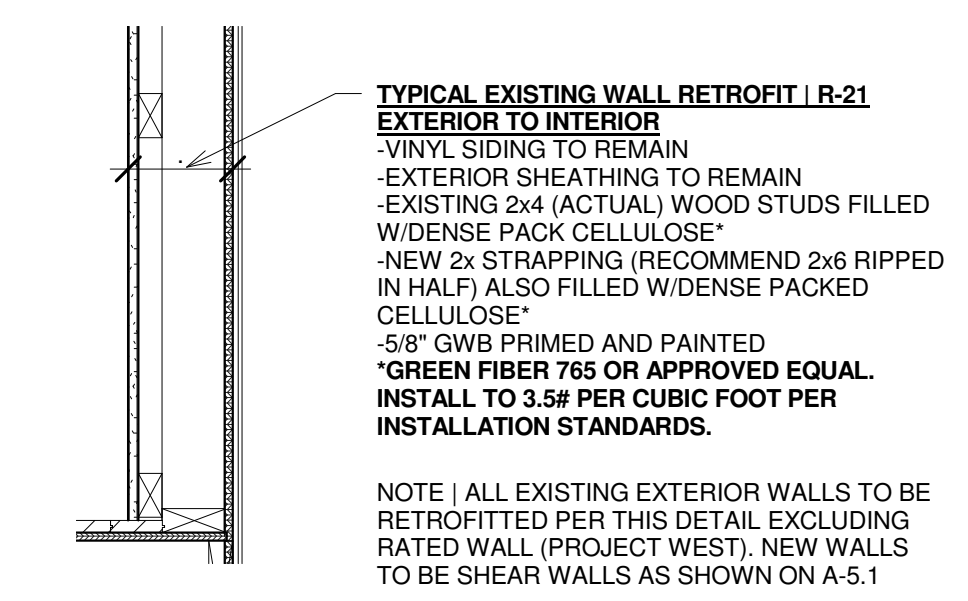 TYPICAL EXISTING WALL RETROFIT | R-21
EXTERIOR TO INTERIOR
-VINYL SIDING TO REMAIN
-EXTERIOR SHEATHING TO REMAIN
-EXISTING 2x4 (ACTUAL) WOOD STUDS FILLED
W/DENSE PACK CELLULOSE*
-NEW 2x STRAPPING (RECOMMEND 2x6 RIPPED
IN HALF) ALSO FILLED W/DENSE PACKED
CELLULOSE*
-5/8" GWB PRIMED AND PAINTED
*GREEN FIBER 765 OR APPROVED EQUAL.
INSTALL TO 3.5# PER CUBIC FOOT PER
INSTALLATION STANDARDS.
NOTE | ALL EXISTING EXTERIOR WALLS TO BE
RETROFITTED PER THIS DETAIL EXCLUDING
RATED WALL (PROJECT WEST). NEW WALLS
TO BE SHEAR WALLS AS SHOWN ON A-5.1